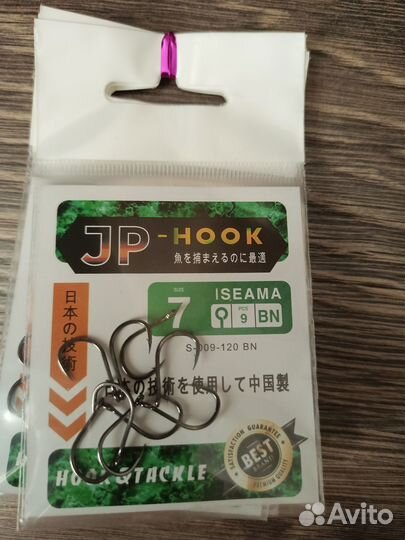 JP-HOOK
魚を捕まえるのに最適
日本の技術
SIZE
7
ISEAMA
PCS
9
BN
S-009-120 BN
日本の技術を使用して中国製
HOOK&TACKLE
SATISFACTION GUARANTEE
BEST
PREMIUM QUALITY
Avito